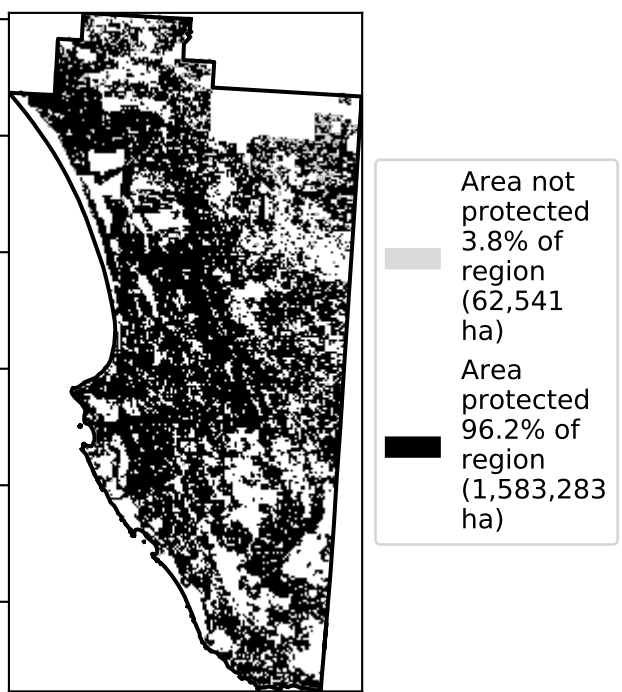 Area not
protected
3.8% of
region
(62,541
ha)
Area
protected
96.2% of
region
(1,583,283
ha)